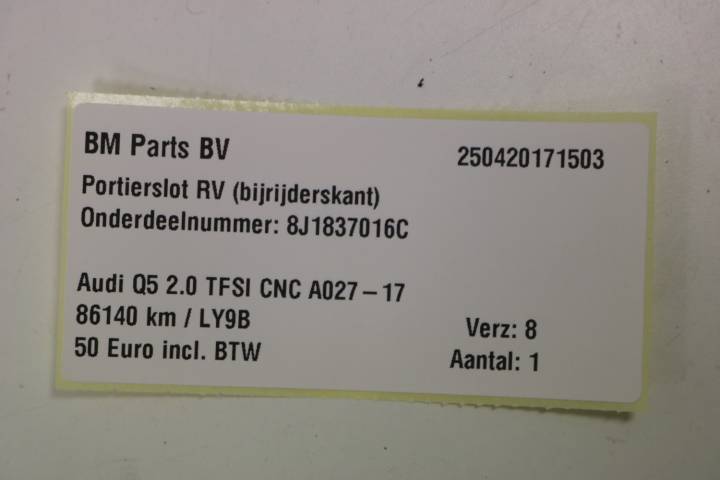 BM Parts BV 250420171503
Portierslot RV (bijrijderskant)
Onderdeelnummer: 8J1837016C
Audi Q5 2.0 TFSI CNC A027-17
86140 km / LY9B Verz: 8
50 Euro incl. BTW Aantal: 1